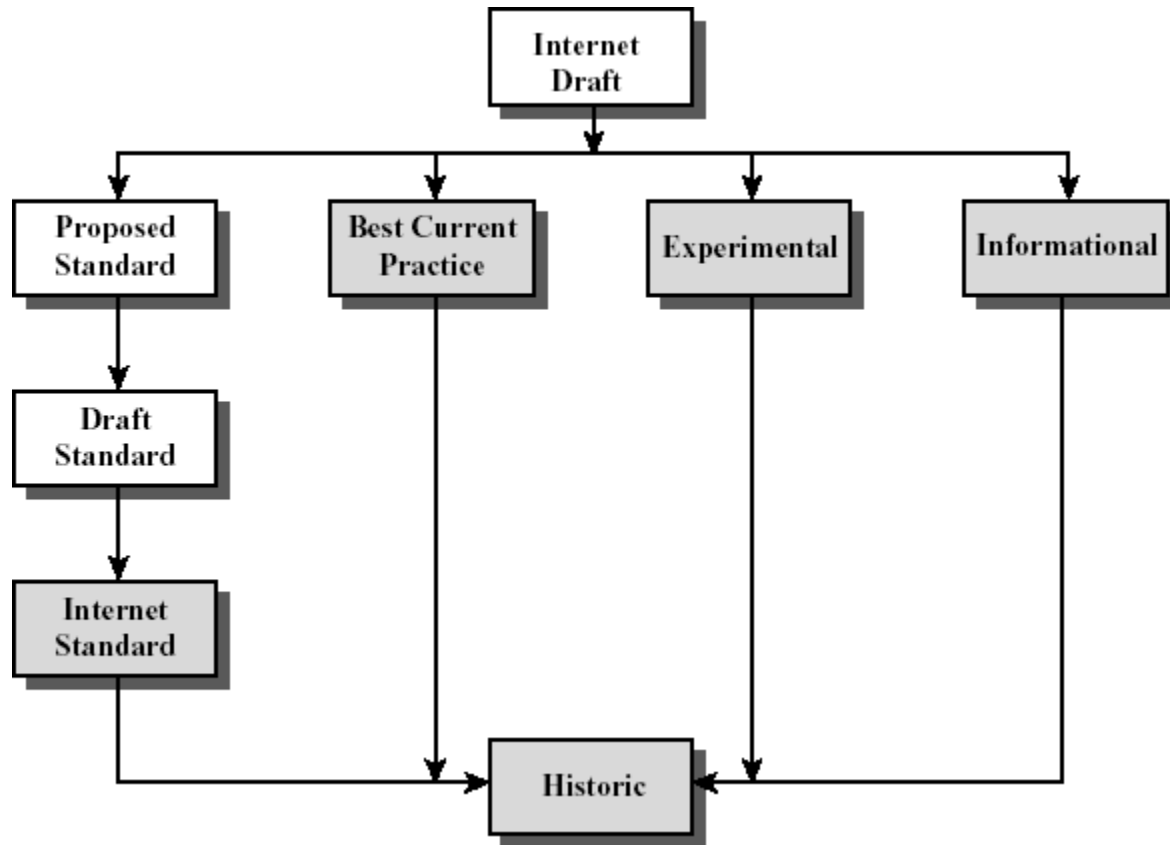 Internet
Draft
Proposed
Standard
Best Current
Practice
Experimental
Informational
Draft
Standard
Internet
Standard
Historic